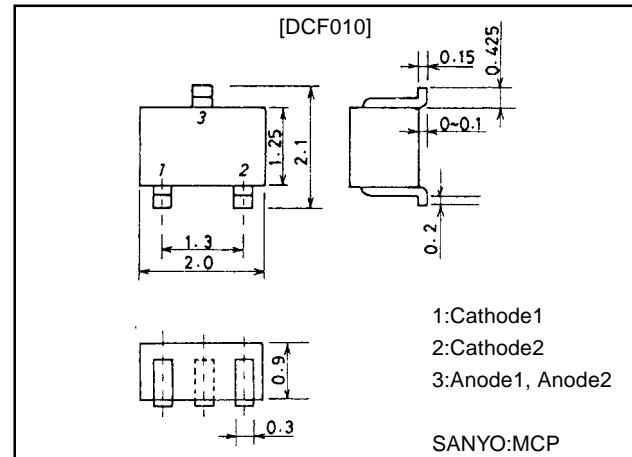 [DCF010]
0.15
0.425
3
1.25
2.1
0~0.1
1
2
1.3
2.0
0.2
1:Cathode1
2:Cathode2
3:Anode1, Anode2
0.9
0.3
SANYO:MCP